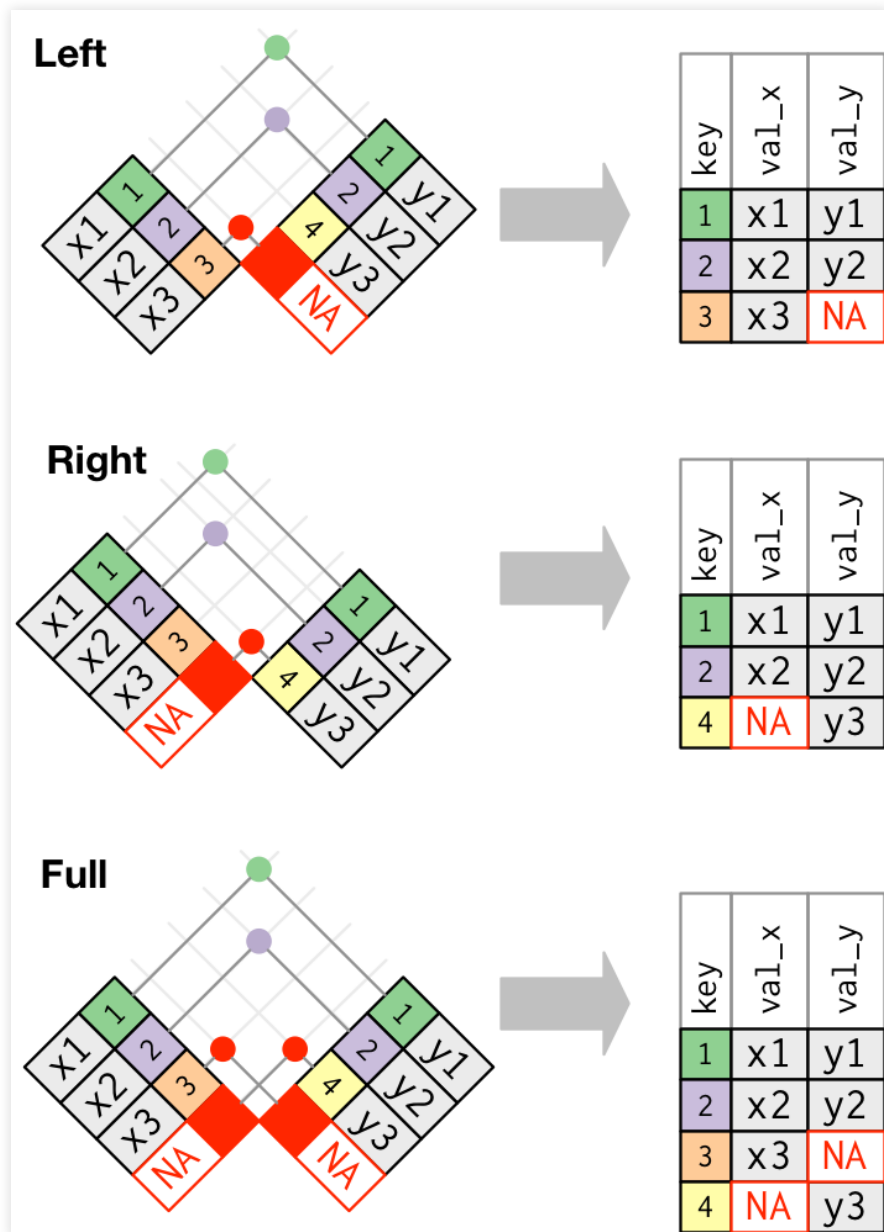 Left
1 1
x1 2 2 y1
x2 3 4 y2
x3 y3
NA
key val_x val_y
1 x1 y1
2 x2 y2
3 x3 NA
Right
1 1
x1 2 2 y1
x2 3 4 y2
x3 y3
NA
key val_x val_y
1 x1 y1
2 x2 y2
4 NA y3
Full
1 1
x1 2 2 y1
x2 3 4 y2
x3 y3
NA NA
key val_x val_y
1 x1 y1
2 x2 y2
3 x3 NA
4 NA y3